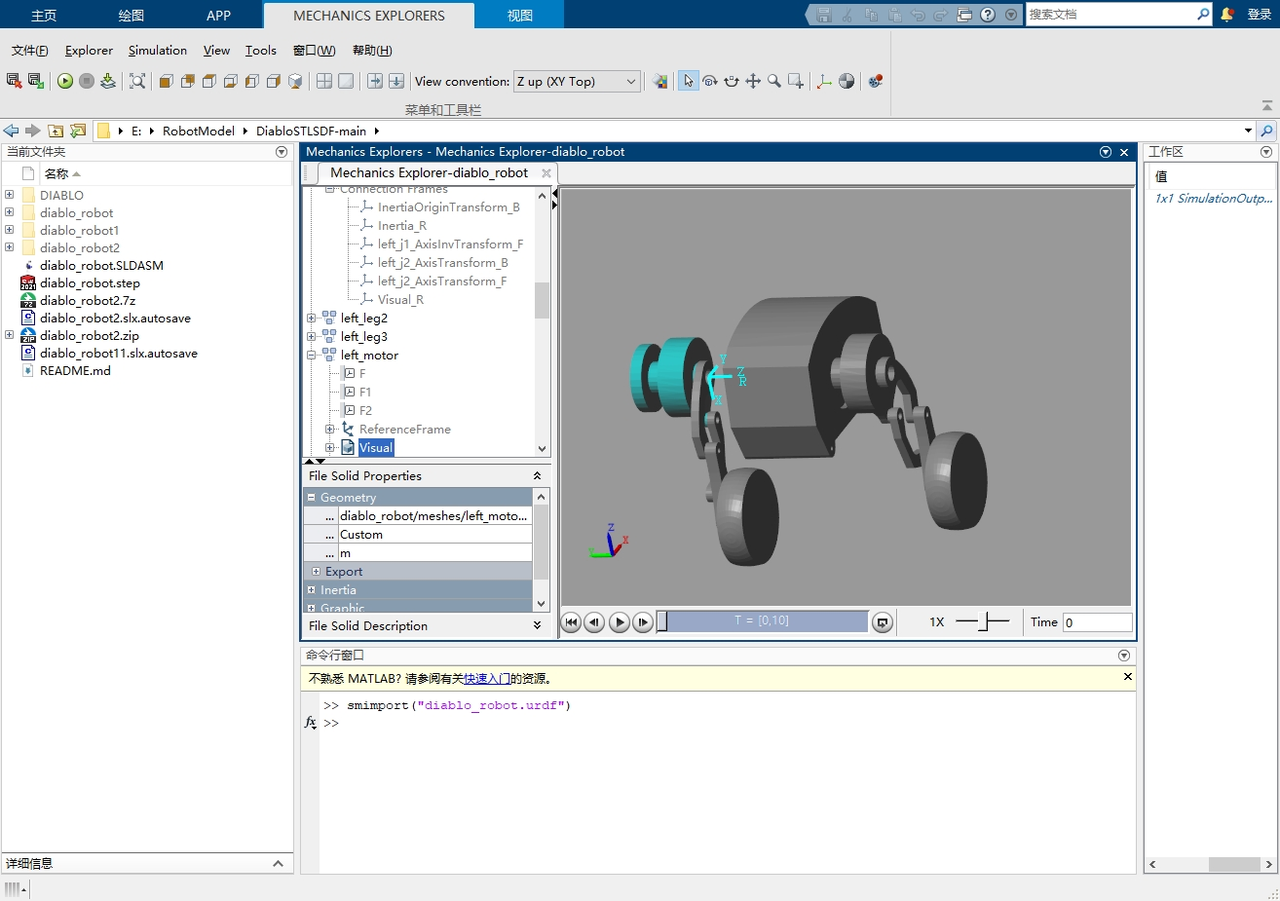 主页 绘图 APP MECHANICS EXPLORERS 视图 搜索文档 登录
文件(F) Explorer Simulation View Tools 窗口(W) 帮助(H)
View convention: Z up (XY Top)
菜单和工具栏
E: RobotModel DiabloSTLSDF-main
当前文件夹
名称
DIABLO
diablo_robot
diablo_robot1
diablo_robot2
diablo_robot.SLDASM
diablo_robot.step
diablo_robot2.7z
diablo_robot2.slx.autosave
diablo_robot2.zip
diablo_robot11.slx.autosave
README.md
详细信息
Mechanics Explorers - Mechanics Explorer-diablo_robot
Mechanics Explorer-diablo_robot
Connection Frames
InertiaOriginTransform_B
Inertia_R
left_j1_AxisInvTransform_F
left_j2_AxisTransform_B
left_j2_AxisTransform_F
Visual_R
left_leg2
left_leg3
left_motor
F
F1
F2
ReferenceFrame
Visual
File Solid Properties
Geometry
... diablo_robot/meshes/left_moto...
... Custom
... m
Export
Inertia
Graphic
File Solid Description
Y
Z
R
X
Z
X
T = [0,10]
1X
Time 0
命令行窗口
不熟悉 MATLAB? 请参阅有关快速入门的资源。
>> smimport("diablo_robot.urdf")
fx >>
工作区
值
1x1 SimulationOutp...